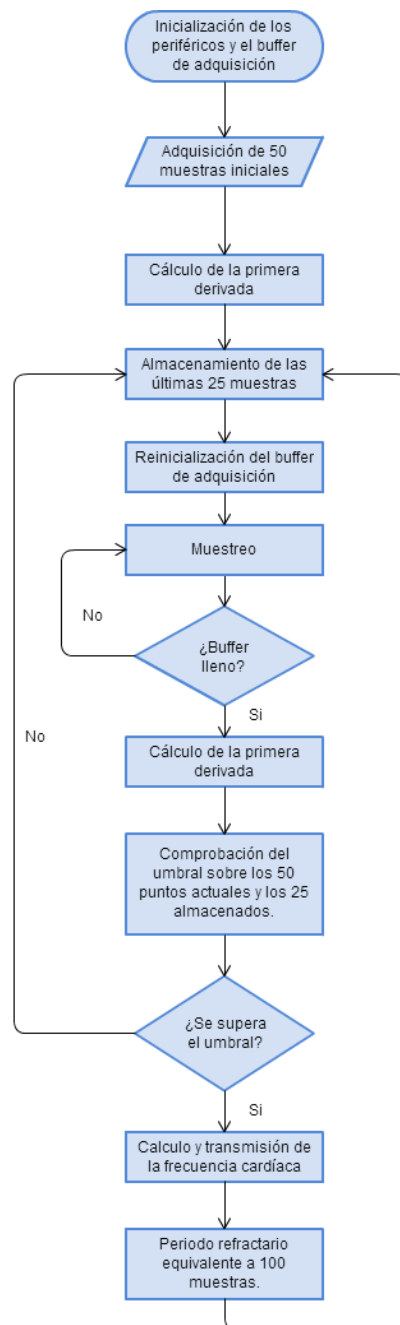 Inicialización de los
periféricos y el buffer
de adquisición
Adquisición de 50
muestras iniciales
Cálculo de la primera
derivada
Almacenamiento de las
últimas 25 muestras
Reinicialización del buffer
de adquisición
Muestreo
No
¿Buffer
lleno?
Si
Cálculo de la primera
derivada
No
Comprobación del
umbral sobre los 50
puntos actuales y los 25
almacenados.
¿Se supera
el umbral?
Si
Calculo y transmisión de
la frecuencia cardíaca
Periodo refractario
equivalente a 100
muestras.